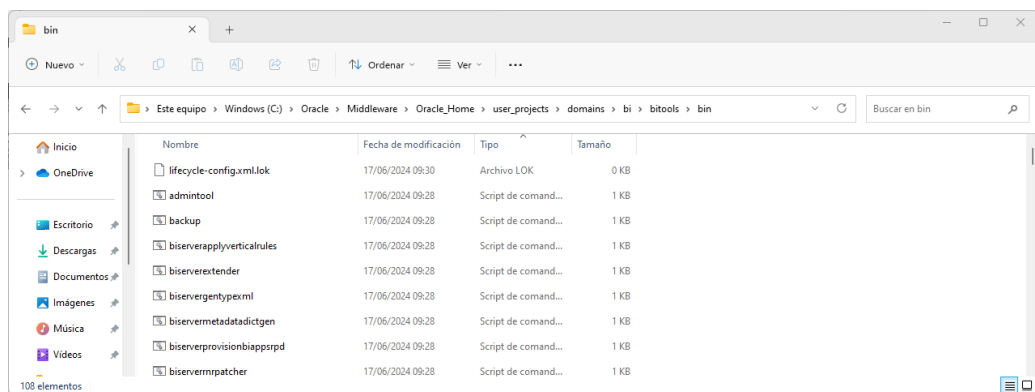 bin
Nuevo
Ordenar
Ver
Este equipo > Windows (C:) > Oracle > Middleware > Oracle_Home > user_projects > domains > bi > bitools > bin
Buscar en bin
Inicio
OneDrive
Escritorio
Descargas
Documentos
Imágenes
Música
Vídeos
Nombre Fecha de modificación Tipo Tamaño
lifecycle-config.xml.lok 17/06/2024 09:30 Archivo LOK 0 KB
admintool 17/06/2024 09:28 Script de comand... 1 KB
backup 17/06/2024 09:28 Script de comand... 1 KB
biserverapplyverticalrules 17/06/2024 09:28 Script de comand... 1 KB
biserverextender 17/06/2024 09:28 Script de comand... 1 KB
biservergentypexml 17/06/2024 09:28 Script de comand... 1 KB
biservermetadatadictgen 17/06/2024 09:28 Script de comand... 1 KB
biserverprovisionbiappsrpd 17/06/2024 09:28 Script de comand... 1 KB
biservermrpatcher 17/06/2024 09:28 Script de comand... 1 KB
108 elementos